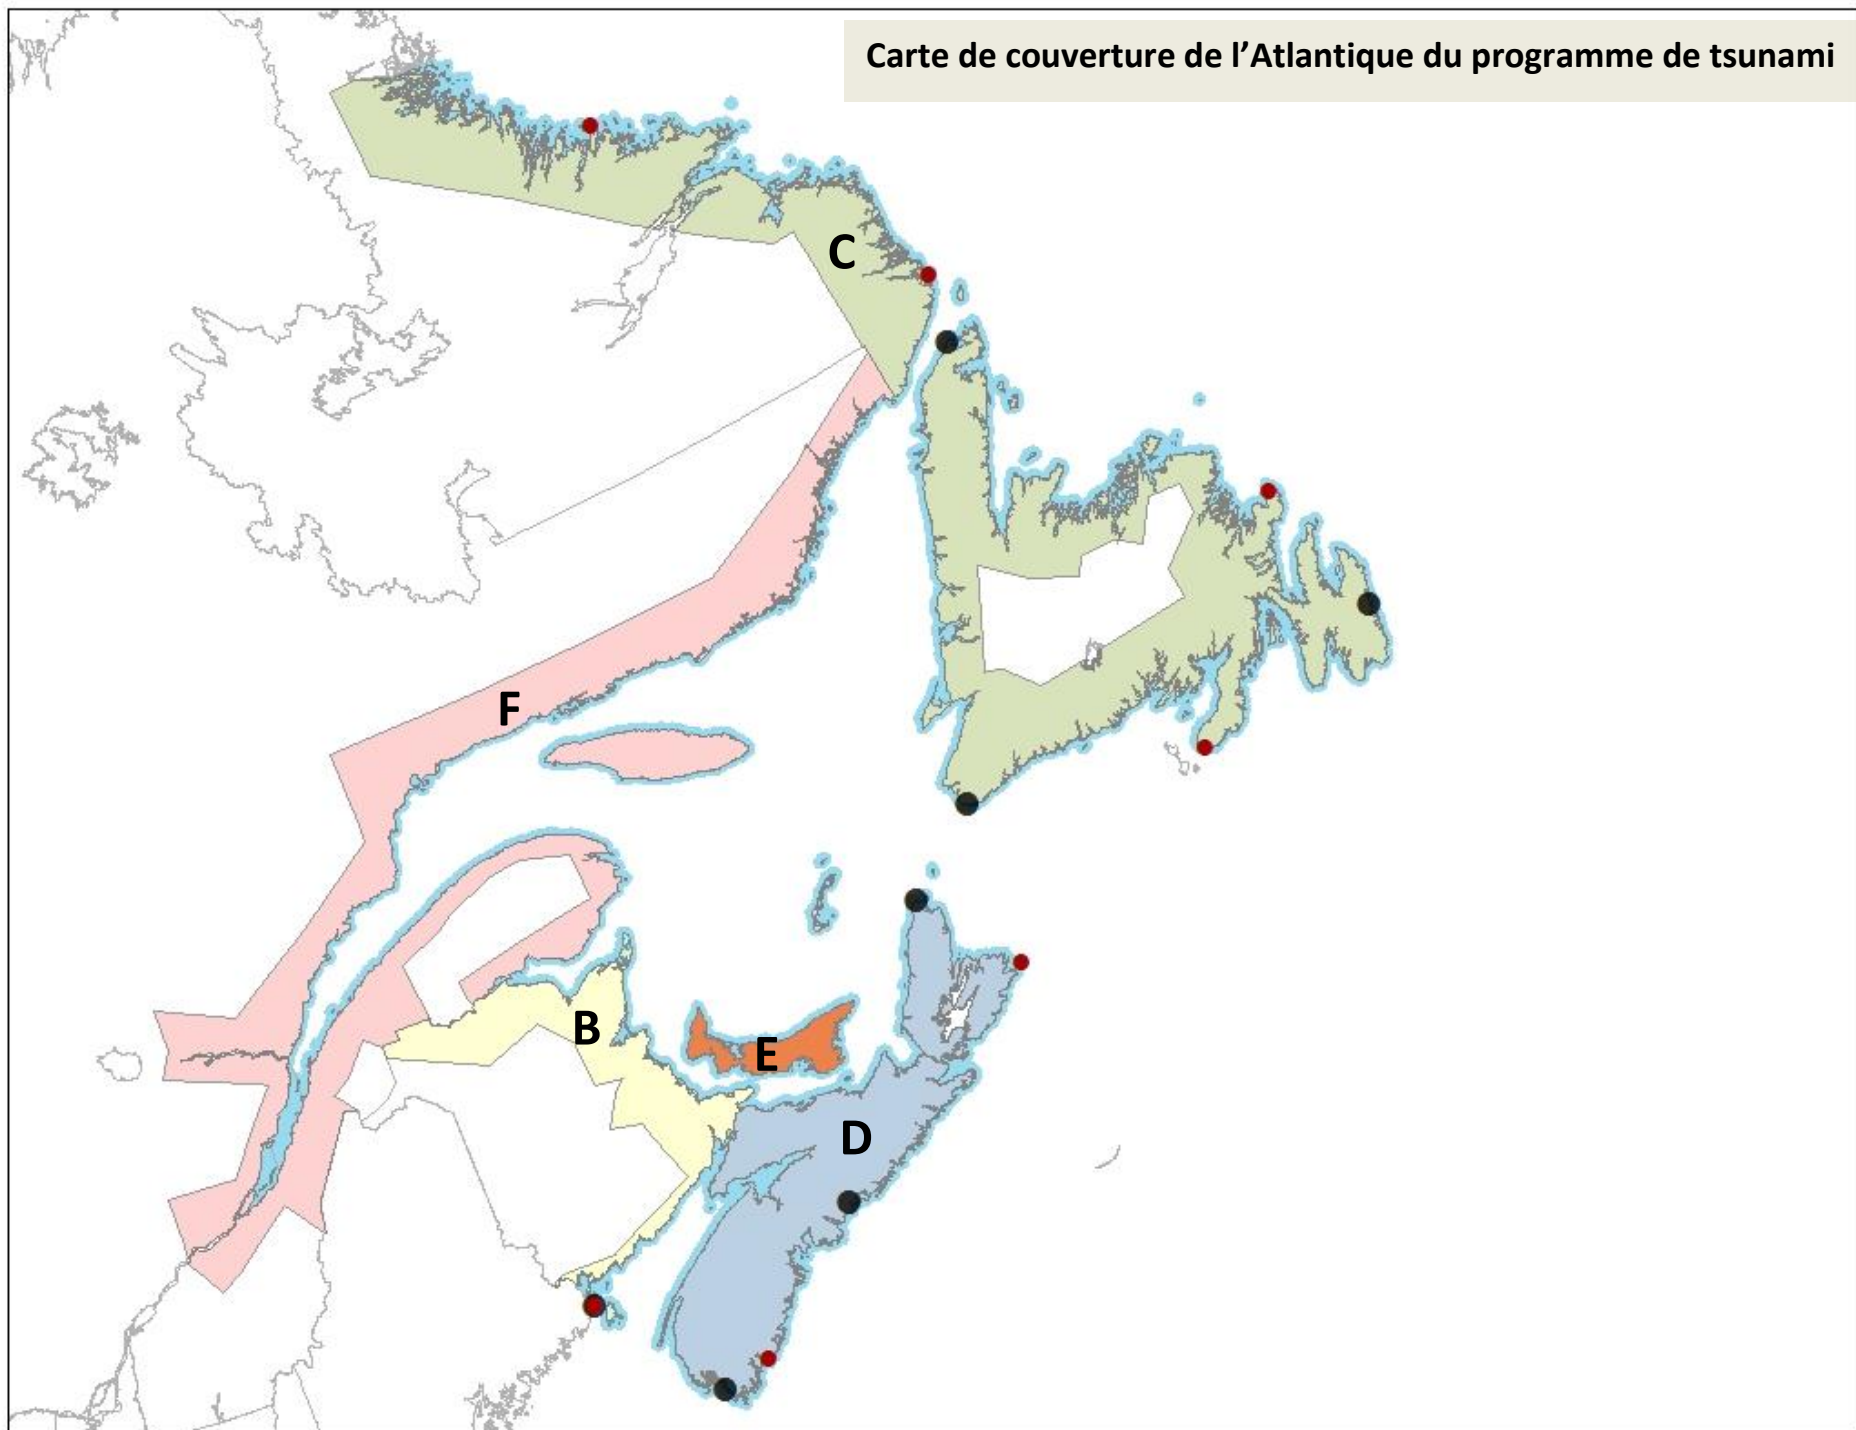 Carte de couverture de l’Atlantique du programme de tsunami
C
F
B
E
D